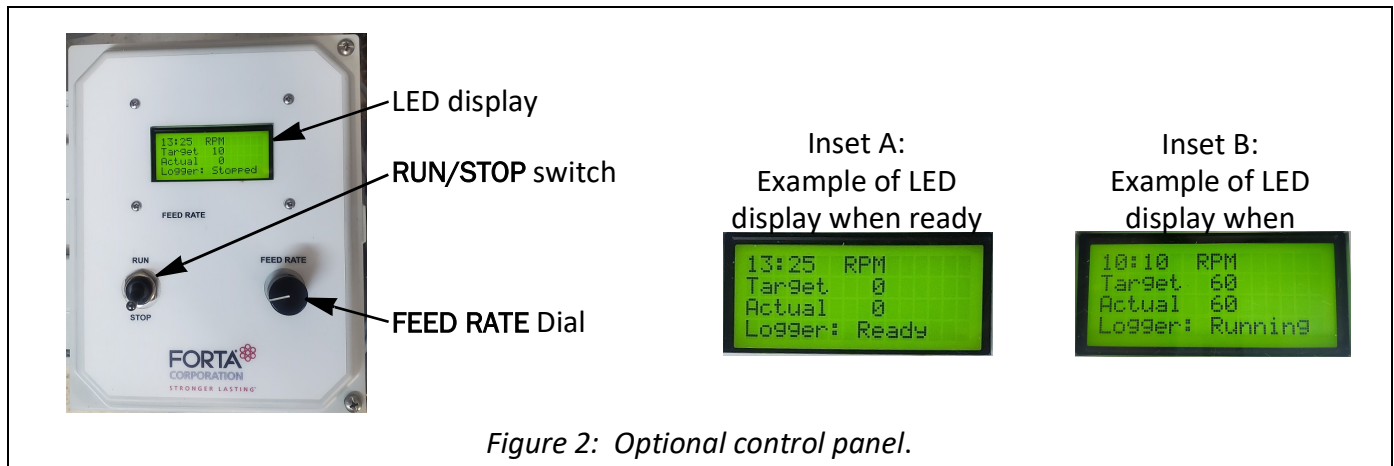 13:25 RPM
Target 10
Actual 0
Logger: Stopped
FEED RATE
RUN
STOP
FEED RATE
FORTA
CORPORATION
STRONGER LASTING
LED display
RUN/STOP switch
FEED RATE Dial
Inset A:
Example of LED
display when ready
13:25 RPM
Target 0
Actual 0
Logger: Ready
Inset B:
Example of LED
display when
10:10 RPM
Target 60
Actual 60
Logger: Running
Figure 2: Optional control panel.